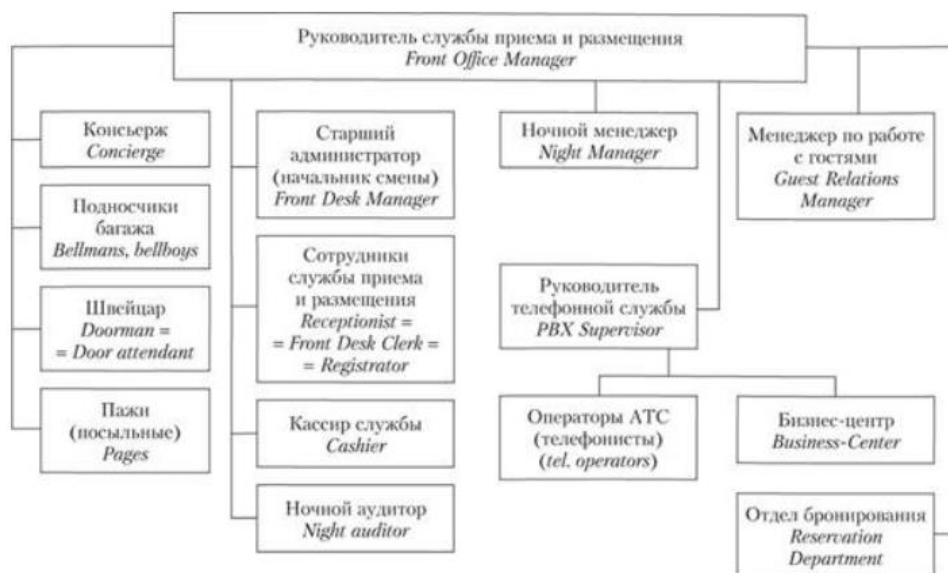 Руководитель службы приема и размещения
Front Office Manager
Консьерж
Concierge
Подносчики
багажа
Bellmans, bellboys
Швейцар
Doorman =
= Door attendant
Пажи
(посыльные)
Pages
Старший
администратор
(начальник смены)
Front Desk Manager
Сотрудники
службы приема
и размещения
Receptionist =
= Front Desk Clerk =
= Registrator
Кассир службы
Cashier
Ночной аудитор
Night auditor
Ночной менеджер
Night Manager
Руководитель
телефонной службы
PBX Supervisor
Операторы АТС
(телефонисты)
(tel. operators)
Менеджер по работе
с гостями
Guest Relations
Manager
Бизнес-центр
Business-Center
Отдел бронирования
Reservation
Department